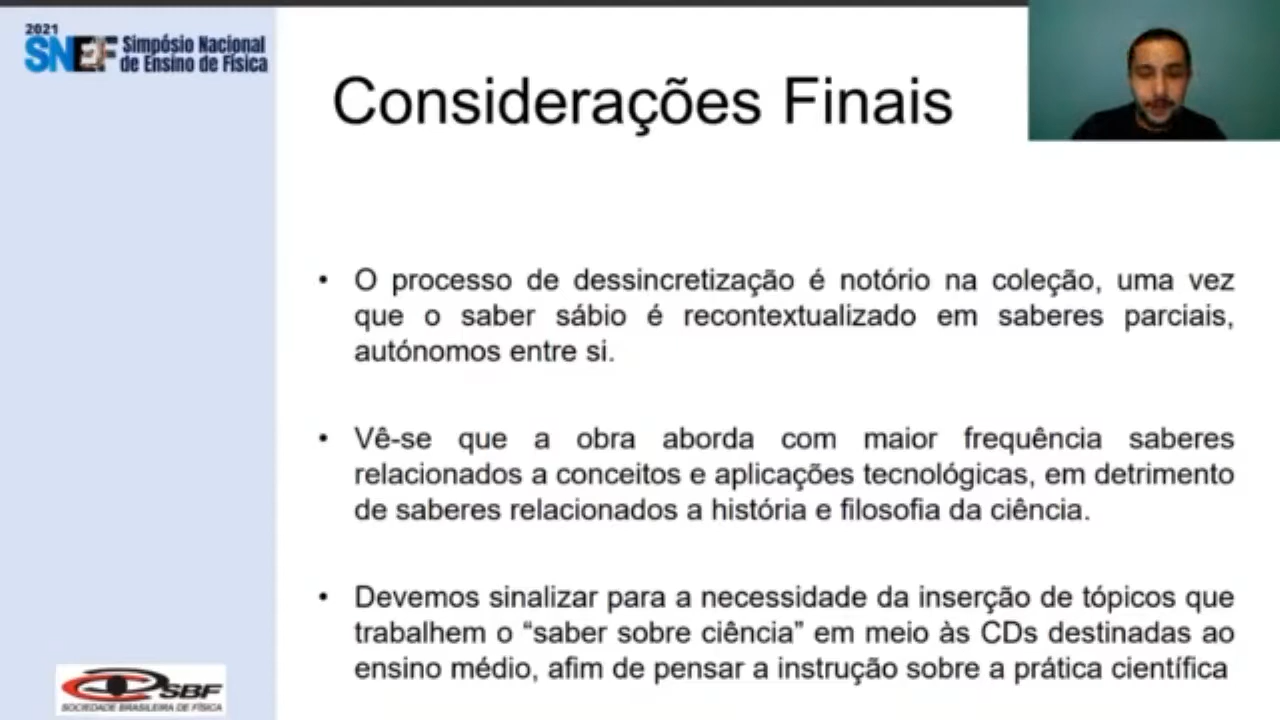 2021
SNEF Simpósio Nacional
de Ensino de Física
Considerações Finais
• O processo de dessincretização é notório na coleção, uma vez
que o saber sábio é recontextualizado em saberes parciais,
autónomos entre si.
• Vê-se que a obra aborda com maior frequência saberes
relacionados a conceitos e aplicações tecnológicas, em detrimento
de saberes relacionados a história e filosofia da ciência.
• Devemos sinalizar para a necessidade da inserção de tópicos que
trabalhem o “saber sobre ciência” em meio às CDs destinadas ao
ensino médio, afim de pensar a instrução sobre a prática científica
SBF
SOCIEDADE BRASILEIRA DE FÍSICA